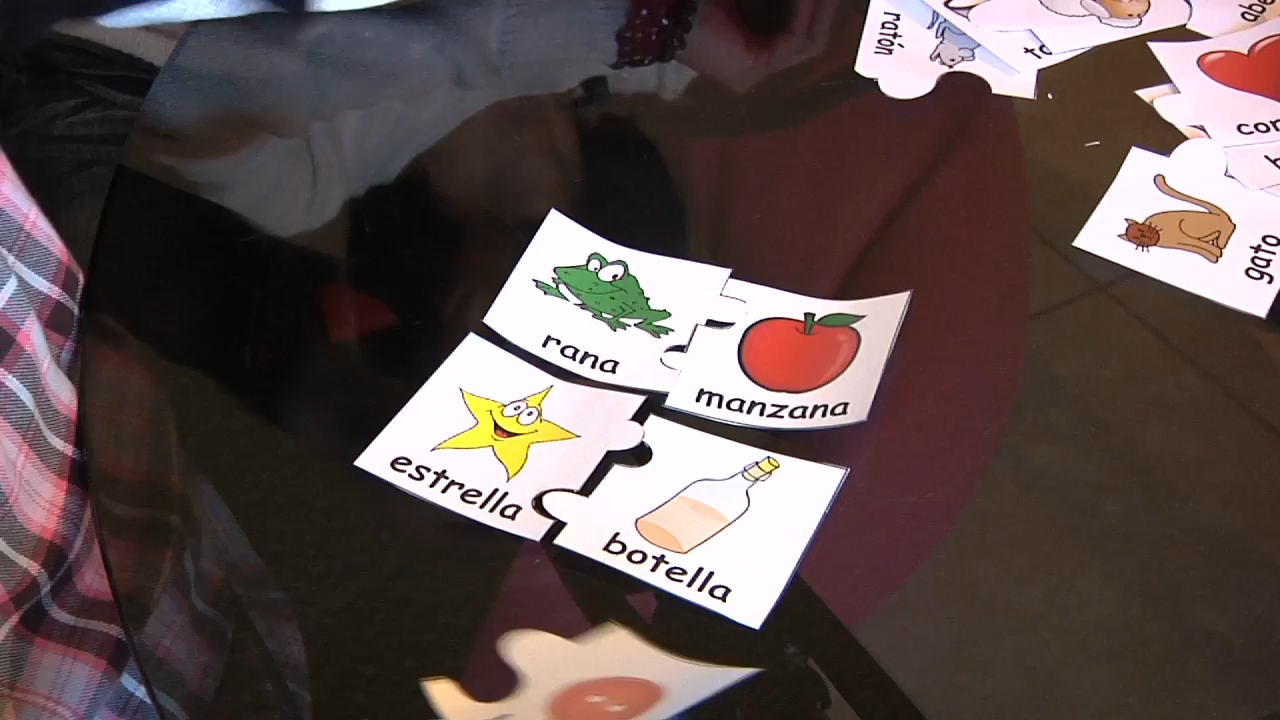 ratón
gato
rana
manzana
estrella
botella